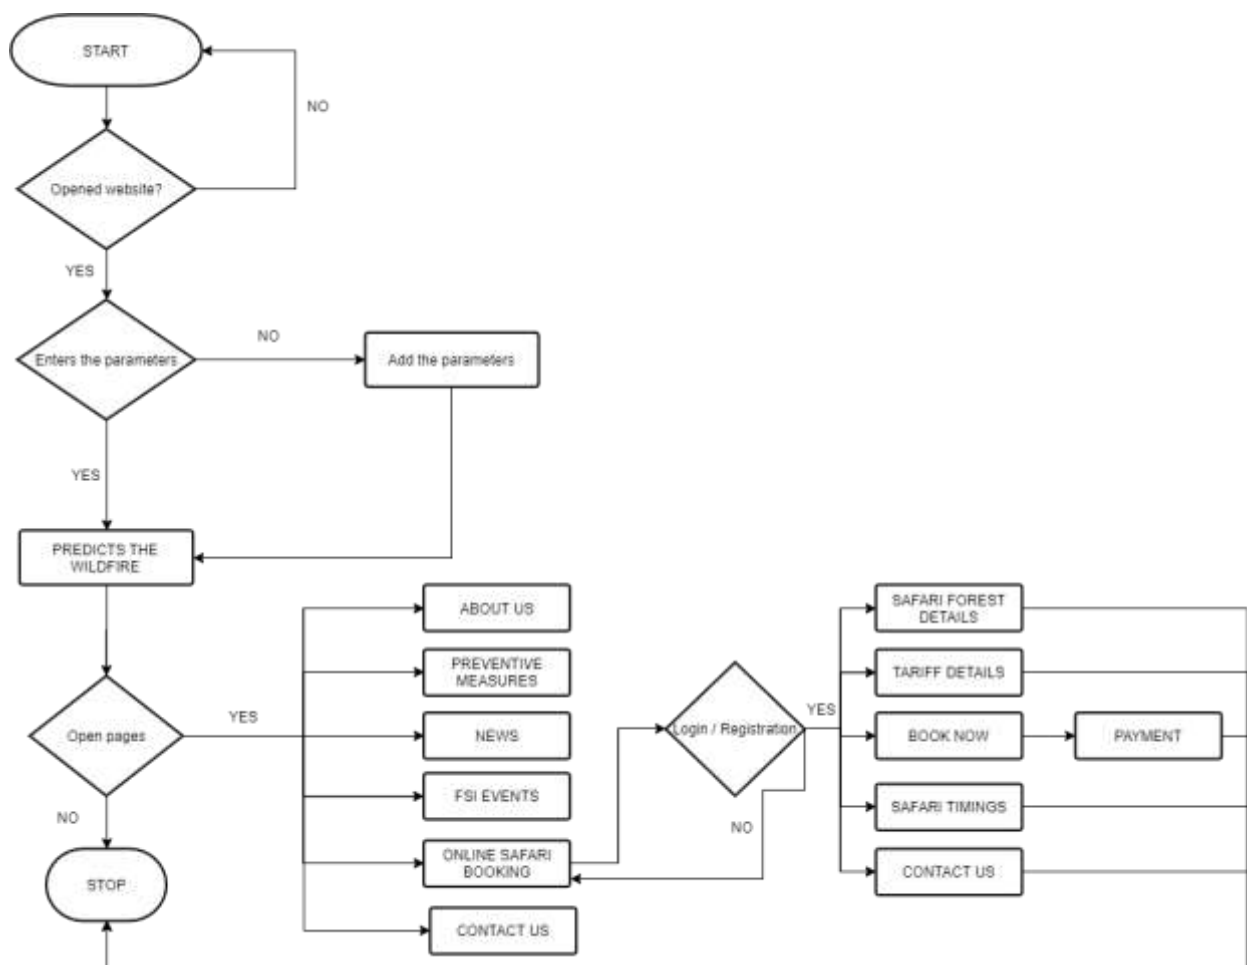 START
NO
Opened website?
YES
Enters the parameters
NO
Add the parameters
YES
PREDICTS THE
WILDFIRE
Open pages
YES
NO
STOP
ABOUT US
PREVENTIVE
MEASURES
NEWS
FSI EVENTS
ONLINE SAFARI
BOOKING
CONTACT US
Login / Registration
YES
NO
SAFARI FOREST
DETAILS
TARIFF DETAILS
BOOK NOW
PAYMENT
SAFARI TIMINGS
CONTACT US